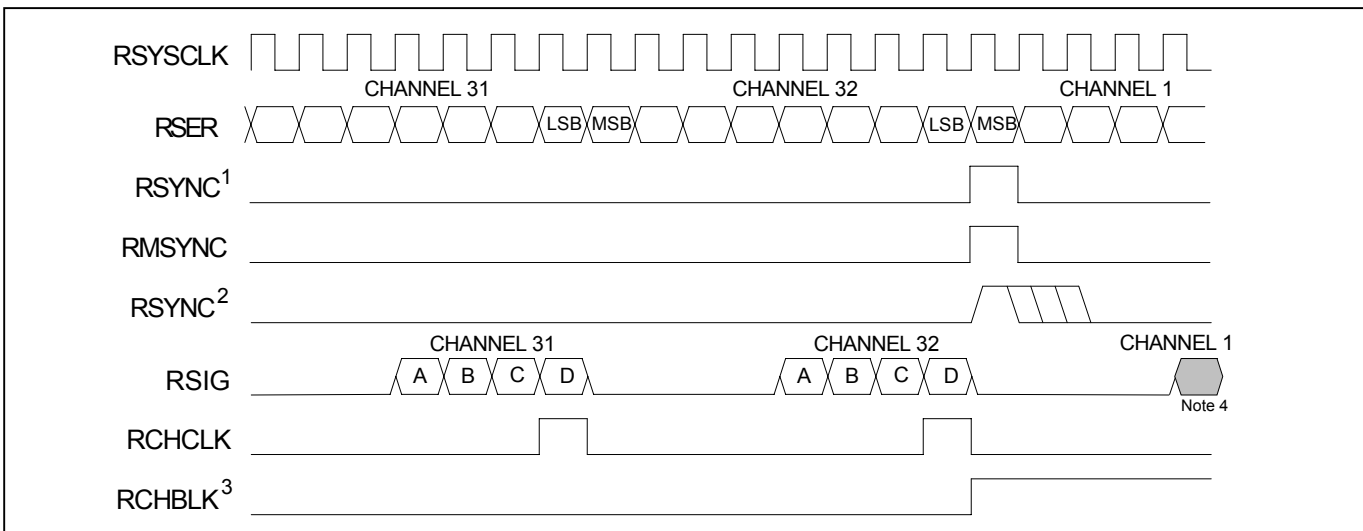 RSYSCLK
CHANNEL 31 CHANNEL 32 CHANNEL 1
RSER LSB MSB LSB MSB
RSYNC1
RMSYNC
RSYNC2
CHANNEL 31 CHANNEL 32 CHANNEL 1
RSIG A B C D A B C D
Note 4
RCHCLK
RCHBLK3